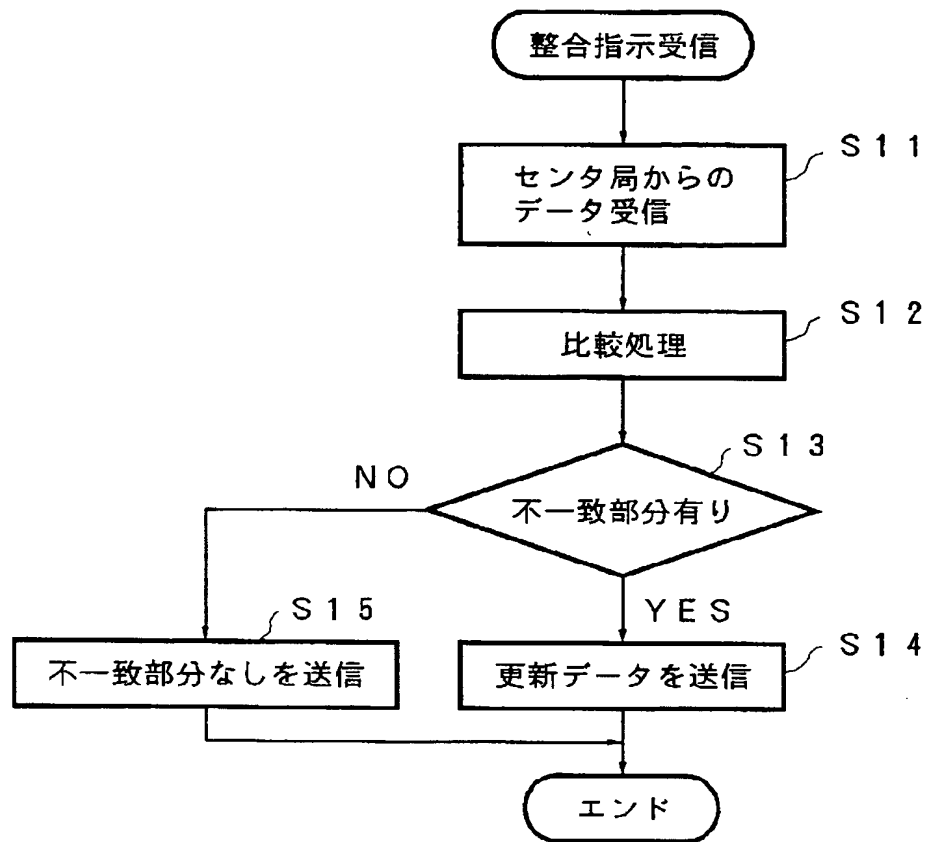 整合指示受信
S11
センタ局からの
データ受信
S12
比較処理
S13
NO
不一致部分有り
YES
S15
S14
不一致部分なしを送信
更新データを送信
エンド